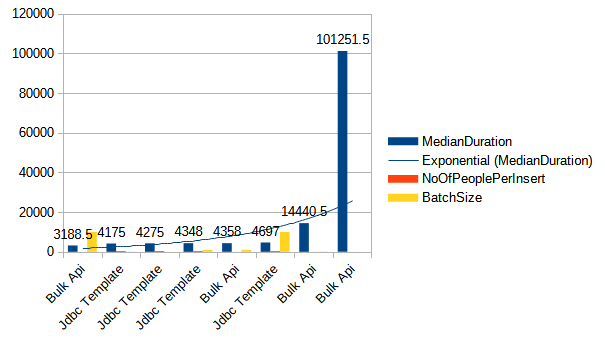 120000
100000
80000
60000
40000
20000
0
3188.5
4175
4275
4348
4358
4697
14440.5
101251.5
Bulk Api
Jdbc Template
Jdbc Template
Jdbc Template
Bulk Api
Jdbc Template
Bulk Api
Bulk Api
MedianDuration
Exponential (MedianDuration)
NoOfPeoplePerInsert
BatchSize